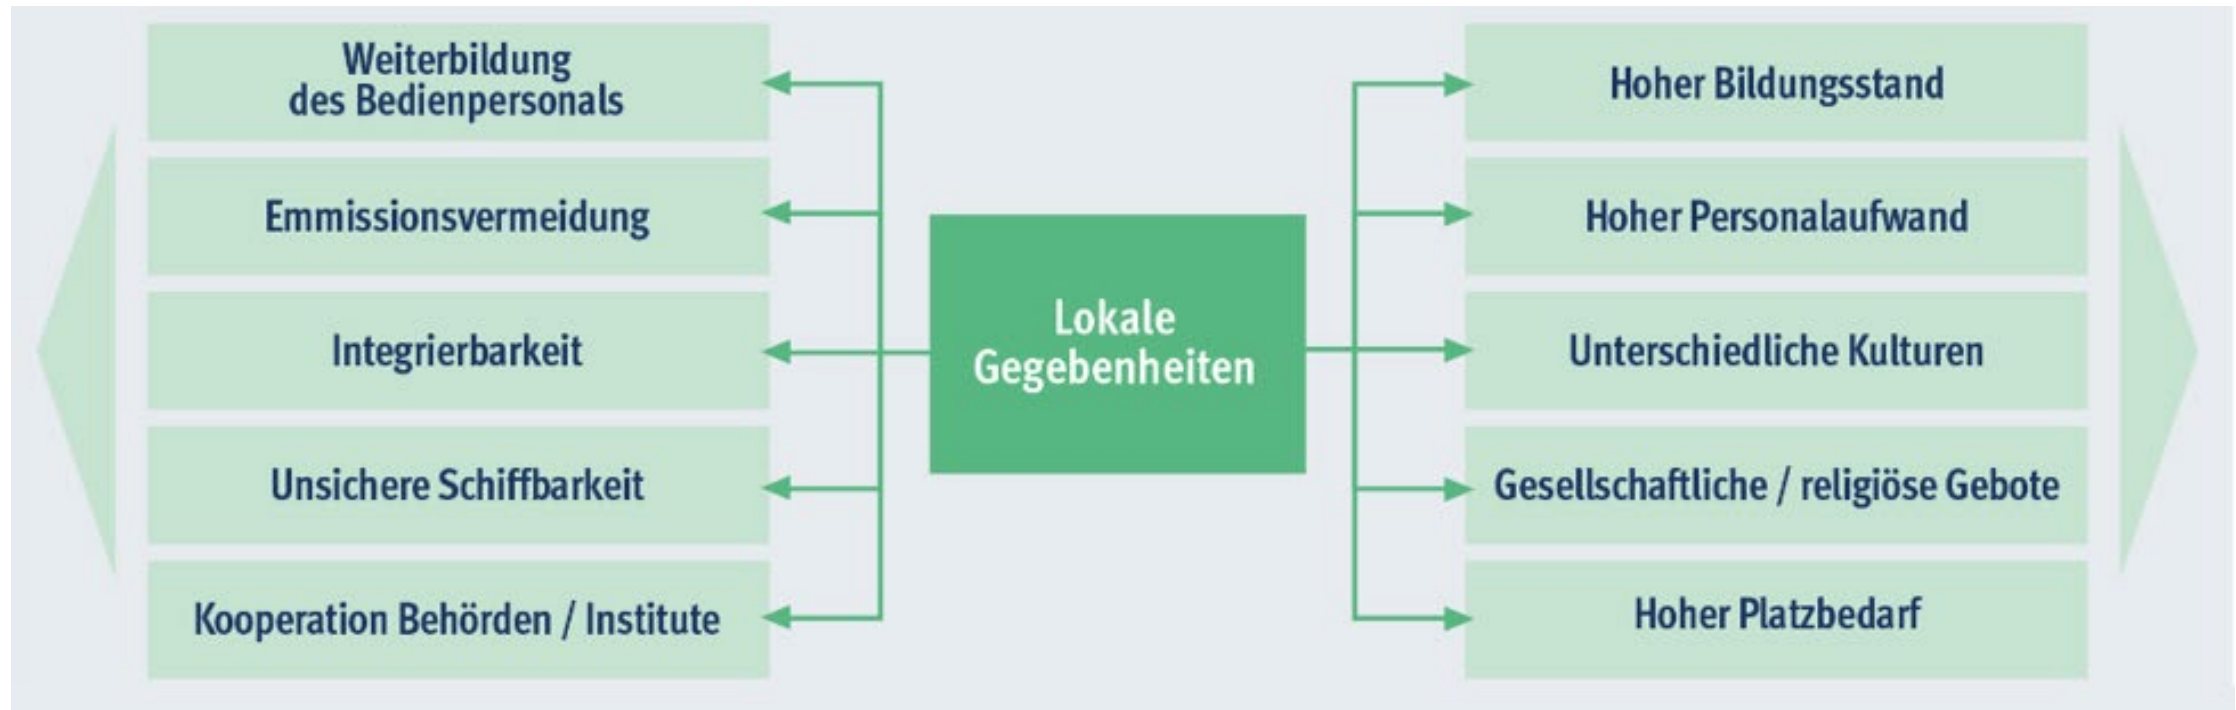 Weiterbildung
des Bedienpersonals
Emmissionsvermeidung
Integrierbarkeit
Unsichere Schiffbarkeit
Kooperation Behörden / Institute
Lokale
Gegebenheiten
Hoher Bildungsstand
Hoher Personalaufwand
Unterschiedliche Kulturen
Gesellschaftliche / religiöse Gebote
Hoher Platzbedarf